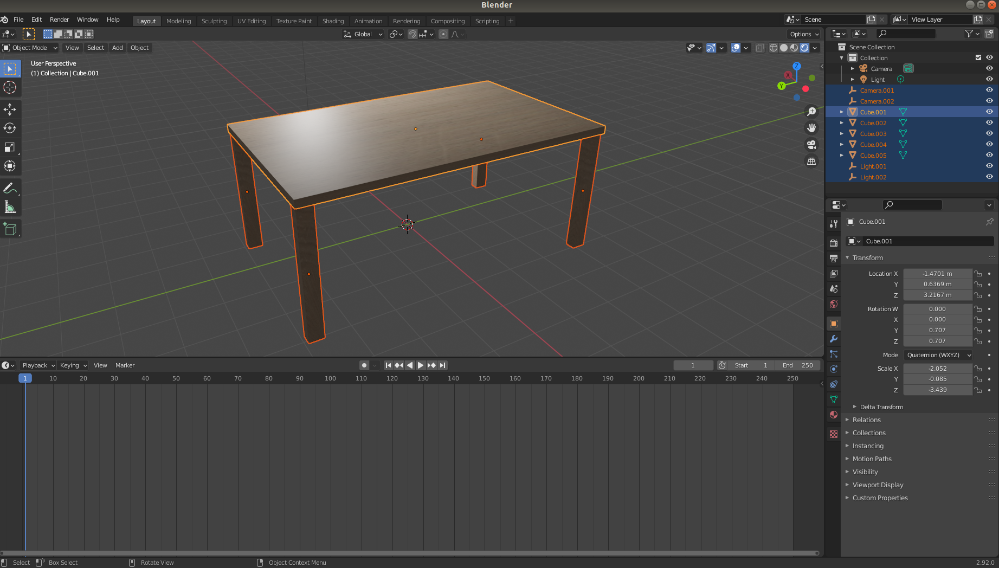 Blender
File Edit Render Window Help Layout Modeling Sculpting UV Editing Texture Paint Shading Animation Rendering Compositing Scripting + Scene View Layer
Global Options
Object Mode View Select Add Object
User Perspective
(1) Collection | Cube.001
Z
X
Y
Scene Collection
Collection
Camera
Light
Camera.001
Camera.002
Cube.001
Cube.002
Cube.003
Cube.004
Cube.005
Light.001
Light.002
Cube.001
Cube.001
Transform
Location X -1.4701 m
Y 0.6369 m
Z 3.2167 m
Rotation W 0.000
X 0.000
Y 0.707
Z 0.707
Mode Quaternion (WXYZ)
Scale X -2.052
Y -0.085
Z -3.439
Delta Transform
Relations
Collections
Instancing
Motion Paths
Visibility
Viewport Display
Custom Properties
Playback Keying View Marker 1 Start 1 End 250
1 10 20 30 40 50 60 70 80 90 100 110 120 130 140 150 160 170 180 190 200 210 220 230 240 250
Select Box Select Rotate View Object Context Menu 2.92.0